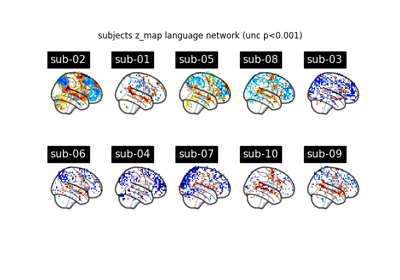 subjects z_map language network (unc p<0.001)
sub-02 sub-01 sub-05 sub-08 sub-03
sub-06 sub-04 sub-07 sub-10 sub-09